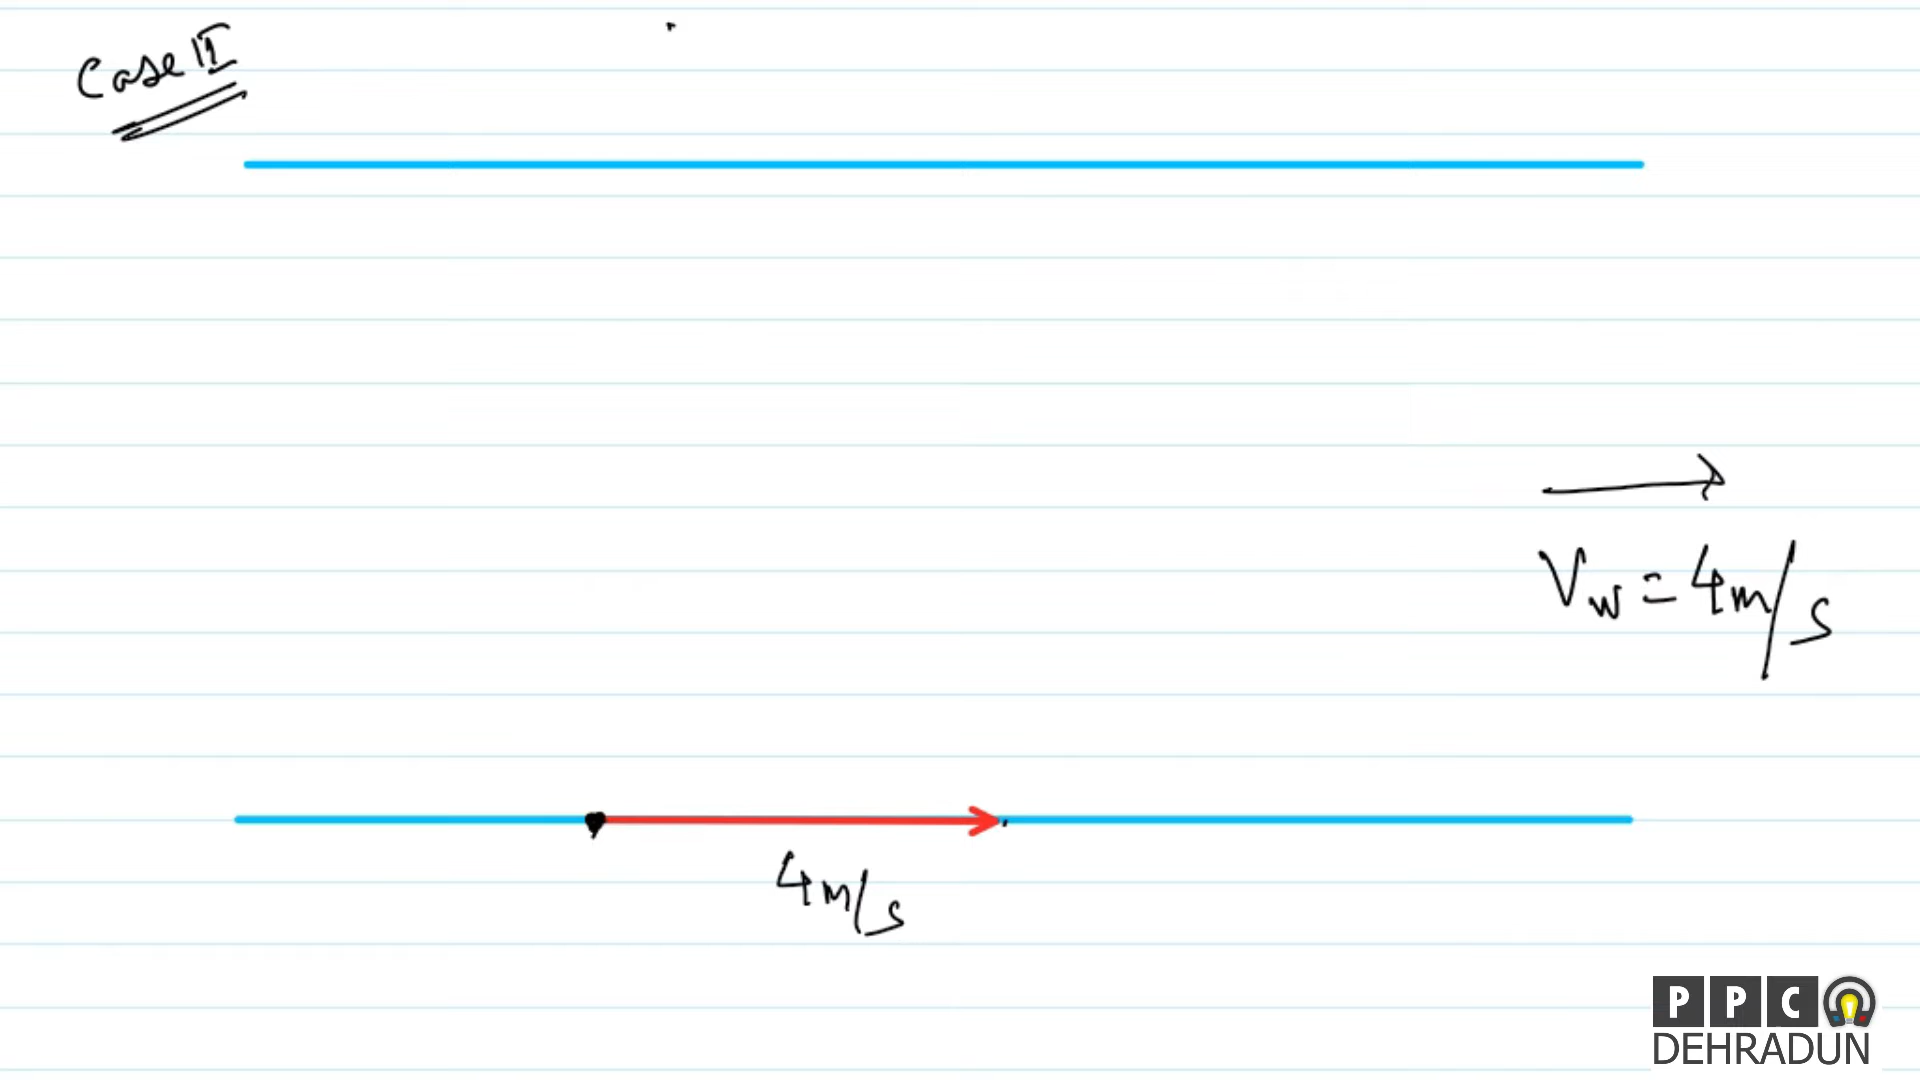 Case II
Vw = 4m/s
4m/s
PPC
DEHRADUN